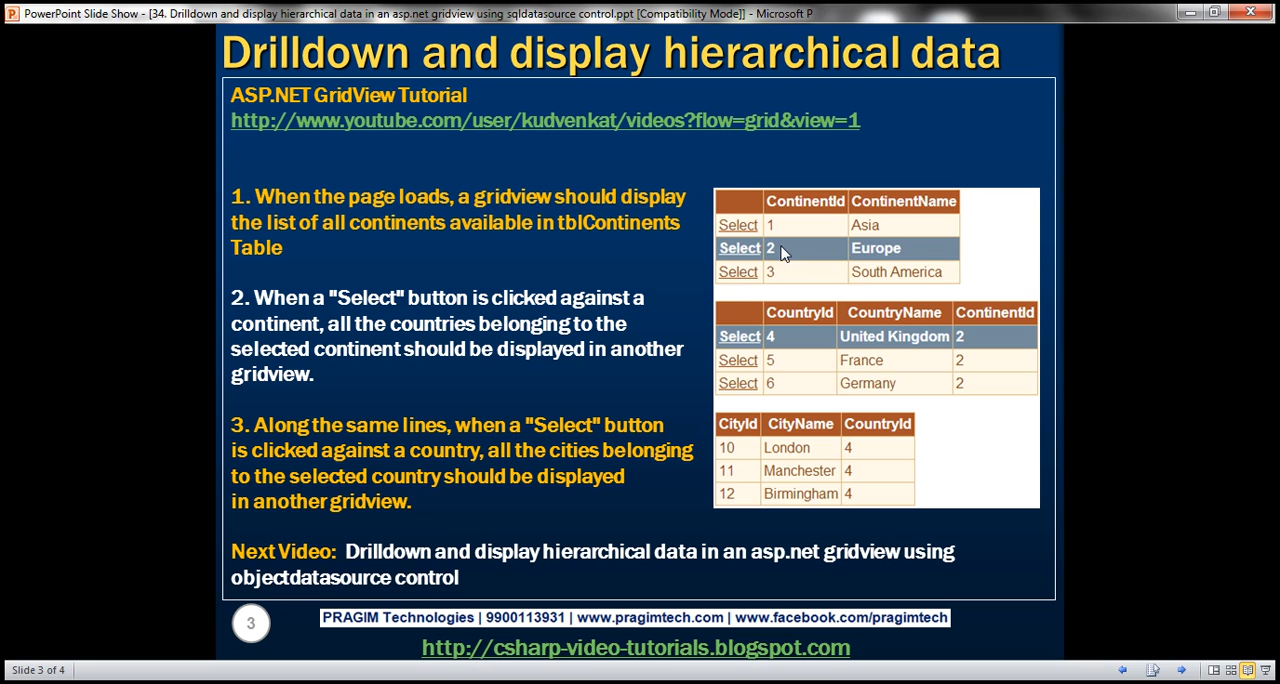 PowerPoint Slide Show - [34. Drilldown and display hierarchical data in an asp.net gridview using sqldatasource control.ppt [Compatibility Mode]] - Microsoft P
Drilldown and display hierarchical data
ASP.NET GridView Tutorial
http://www.youtube.com/user/kudvenkat/videos?flow=grid&view=1
1. When the page loads, a gridview should display
the list of all continents available in tblContinents
Table
2. When a "Select" button is clicked against a
continent, all the countries belonging to the
selected continent should be displayed in another
gridview.
3. Along the same lines, when a "Select" button
is clicked against a country, all the cities belonging
to the selected country should be displayed
in another gridview.
ContinentId ContinentName
Select 1 Asia
Select 2 Europe
Select 3 South America
CountryId CountryName ContinentId
Select 4 United Kingdom 2
Select 5 France 2
Select 6 Germany 2
CityId CityName CountryId
10 London 4
11 Manchester 4
12 Birmingham 4
Next Video: Drilldown and display hierarchical data in an asp.net gridview using
objectdatasource control
3
PRAGIM Technologies | 9900113931 | www.pragimtech.com | www.facebook.com/pragimtech
http://csharp-video-tutorials.blogspot.com
Slide 3 of 4